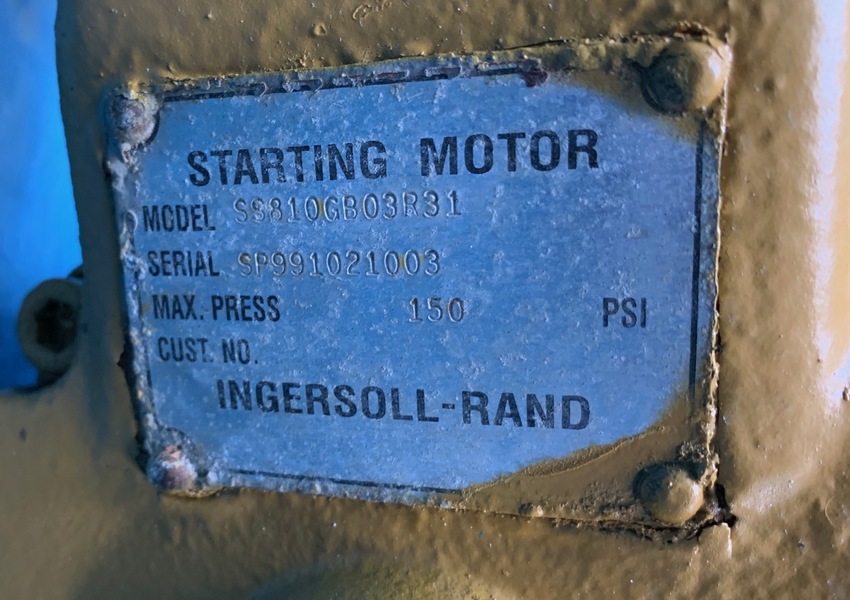 STARTING MOTOR
MODEL SS810GB03R31
SERIAL SP991021003
MAX. PRESS 150 PSI
CUST. NO.
INGERSOLL-RAND